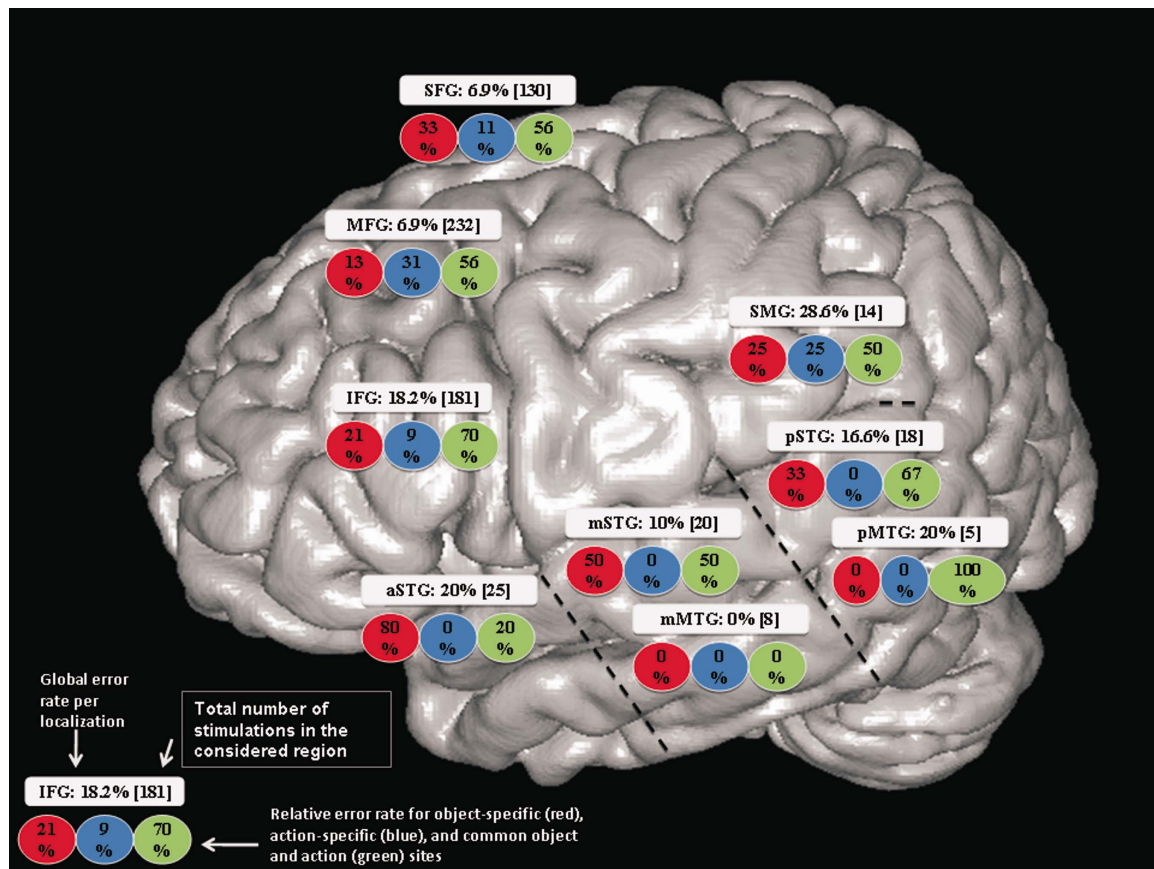 SFG: 6.9% [130]
33 11 56
% % %
MFG: 6.9% [232]
13 31 56
% % %
SMG: 28.6% [14]
25 25 50
% % %
IFG: 18.2% [181]
21 9 70
% % %
pSTG: 16.6% [18]
33 0 67
% % %
mSTG: 10% [20]
50 0 50
% % %
pMTG: 20% [5]
0 0 100
% % %
aSTG: 20% [25]
80 0 20
% % %
mMTG: 0% [8]
0 0 0
% % %
Global error
rate per
localization
Total number of
stimulations in the
considered region
IFG: 18.2% [181]
21 9 70
% % %
Relative error rate for object-specific (red),
action-specific (blue), and common object
and action (green) sites